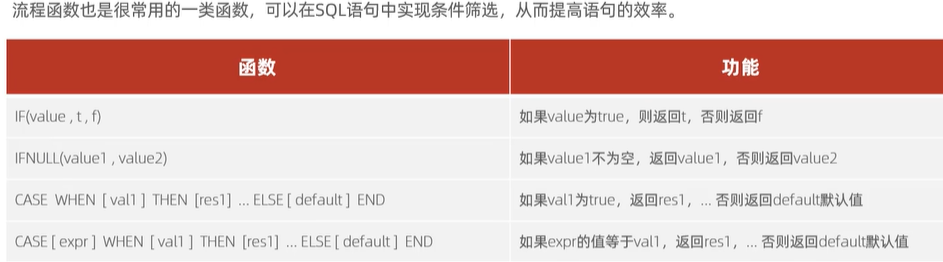 流程函数也是很常用的一类函数，可以在SQL语句中实现条件筛选，从而提高语句的效率。
函数 功能
IF(value , t , f) 如果value为true，则返回t，否则返回f
IFNULL(value1 , value2) 如果value1不为空，返回value1，否则返回value2
CASE WHEN [ val1 ] THEN [res1] ... ELSE [ default ] END 如果val1为true，返回res1，... 否则返回default默认值
CASE [ expr ] WHEN [ val1 ] THEN [res1] ... ELSE [ default ] END 如果expr的值等于val1，返回res1，... 否则返回default默认值